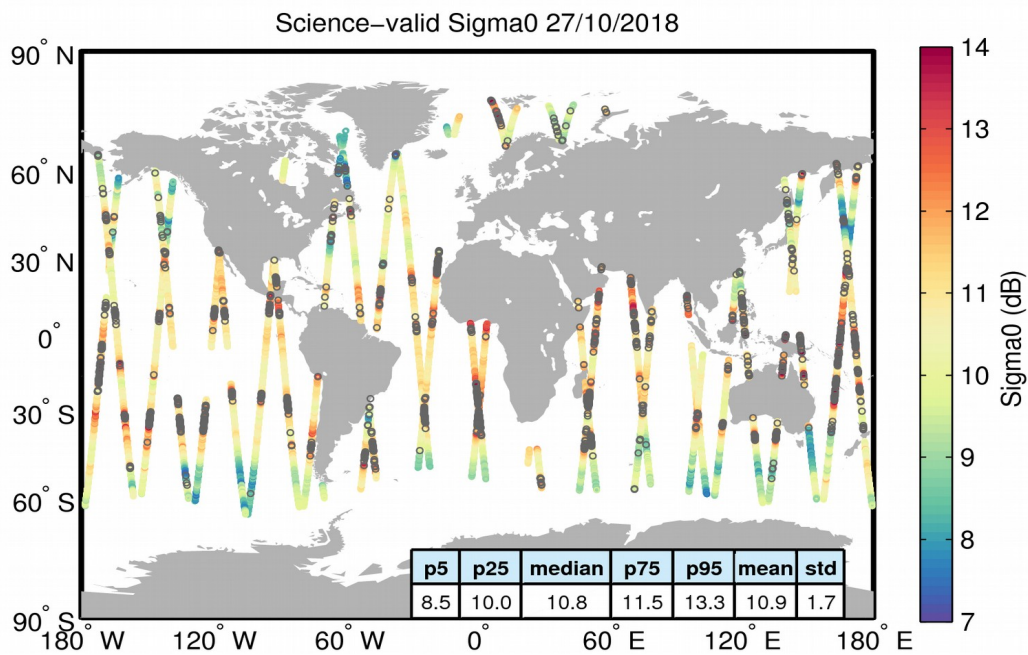 Science−valid Sigma0 27/10/2018
90° N
60° N
30° N
0°
30° S
60° S
90° S
180° W
120° W
60° W
0°
60° E
120° E
180° E
p5 p25 median p75 p95 mean std
8.5 10.0 10.8 11.5 13.3 10.9 1.7
14
13
12
11
10
9
8
7
Sigma0 (dB)